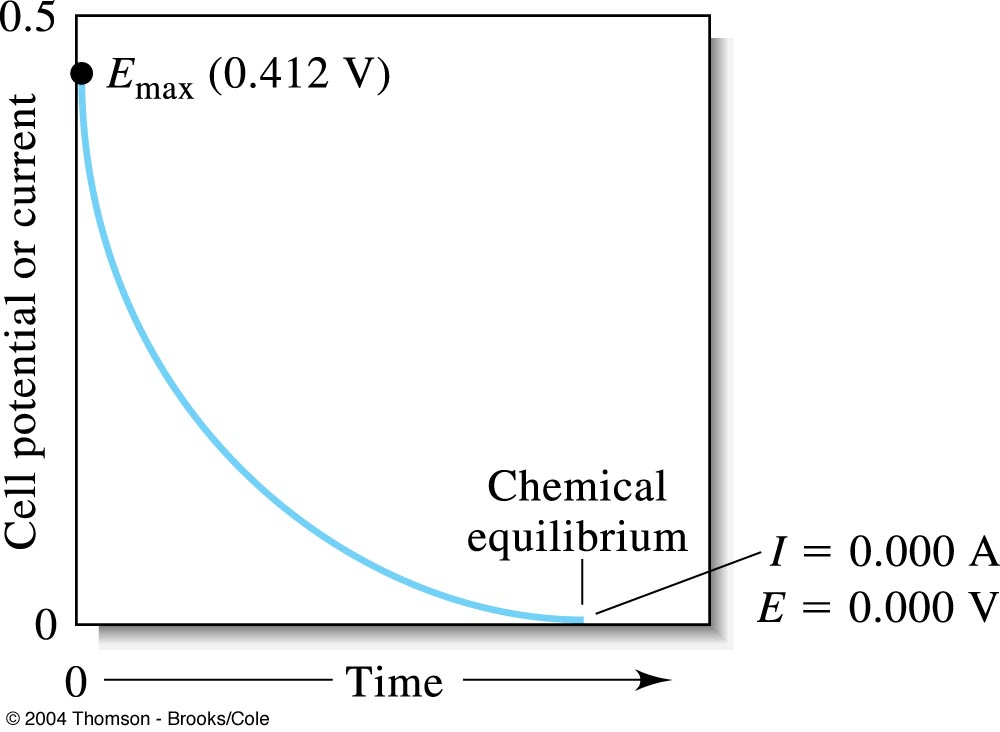 0.5
Emax (0.412 V)
Cell potential or current
Chemical
equilibrium
I = 0.000 A
E = 0.000 V
0
0
Time
© 2004 Thomson - Brooks/Cole